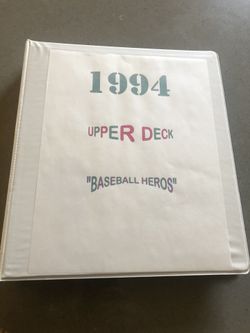 1994
UPPER DECK
"BASEBALL HEROS"